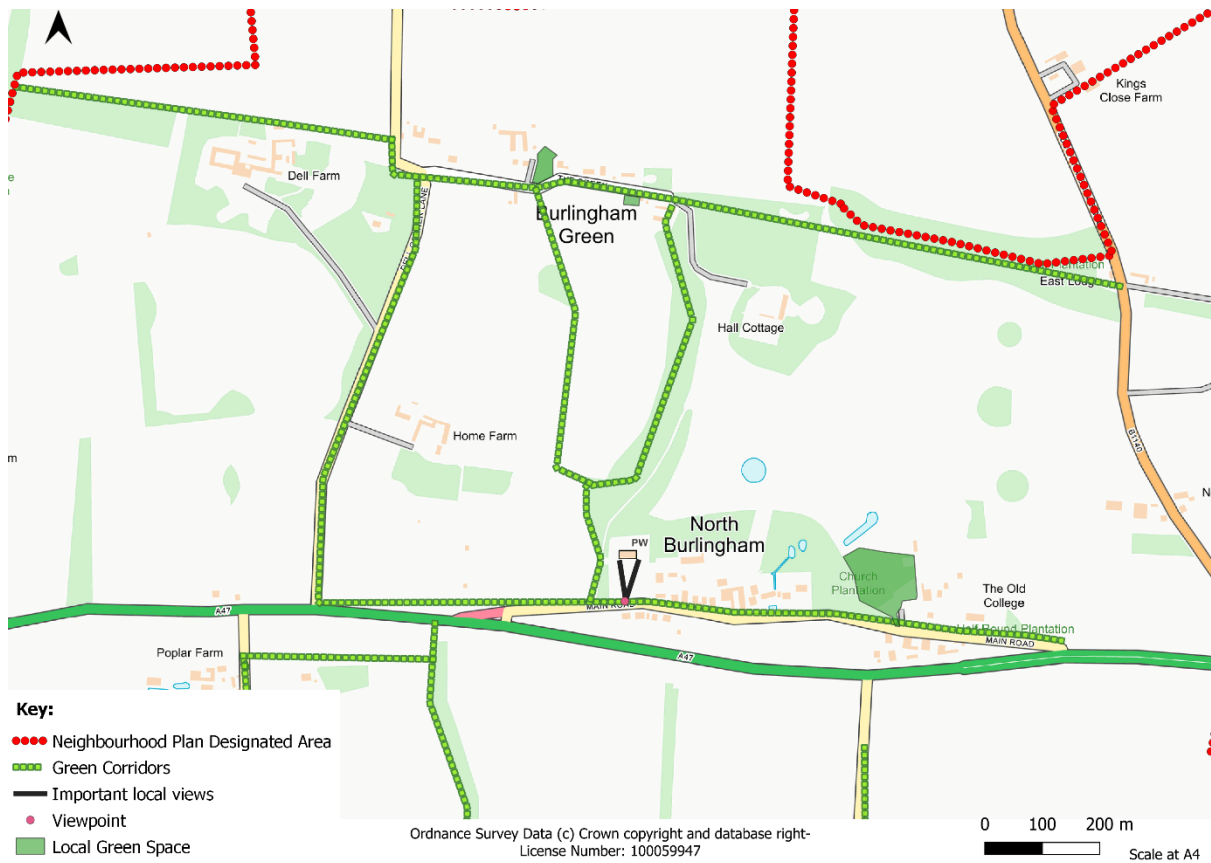 Kings
Close Farm
Dell Farm
Burlingham
Green
East Lodge
Hall Cottage
Home Farm
B1140
North
Burlingham
PW
Church
Plantation
The Old
College
MAIN ROAD
Half Round Plantation
MAIN ROAD
A47
A47
Poplar Farm
Key:
Neighbourhood Plan Designated Area
Green Corridors
Important local views
Viewpoint
Local Green Space
Ordnance Survey Data (c) Crown copyright and database right-
License Number: 100059947
0 100 200 m
Scale at A4